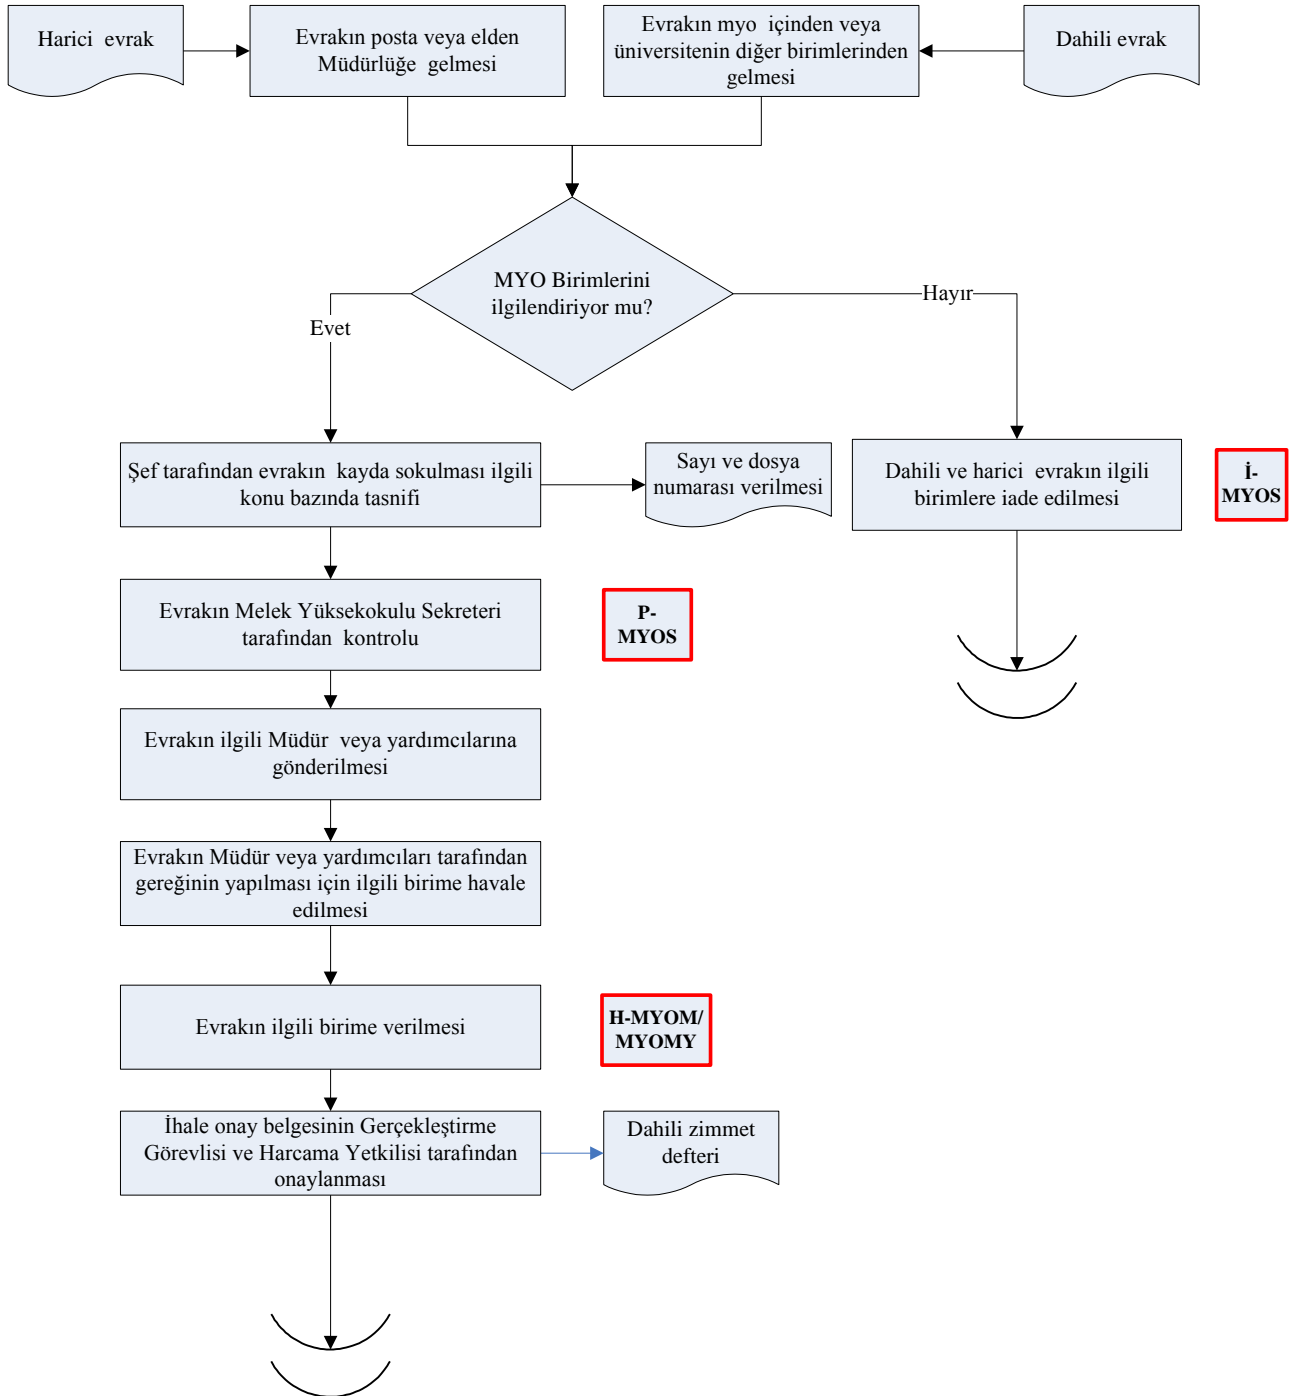 Harici evrak
Evrakın posta veya elden
Müdürlüğe gelmesi
Evrakın myo içinden veya
üniversitenin diğer birimlerinden
gelmesi
Dahili evrak
MYO Birimlerini
ilgilendiriyor mu?
Hayır
Evet
Şef tarafından evrakın kayda sokulması ilgili
konu bazında tasnifi
Sayı ve dosya
numarası verilmesi
Dahili ve harici evrakın ilgili
birimlere iade edilmesi
İ-
MYOS
Evrakın Melek Yüksekokulu Sekreteri
tarafından kontrolu
P-
MYOS
Evrakın ilgili Müdür veya yardımcılarına
gönderilmesi
Evrakın Müdür veya yardımcıları tarafından
gereğinin yapılması için ilgili birime havale
edilmesi
Evrakın ilgili birime verilmesi
H-MYOM/
MYOMY
İhale onay belgesinin Gerçekleştirme
Görevlisi ve Harcama Yetkilisi tarafından
onaylanması
Dahili zimmet
defteri